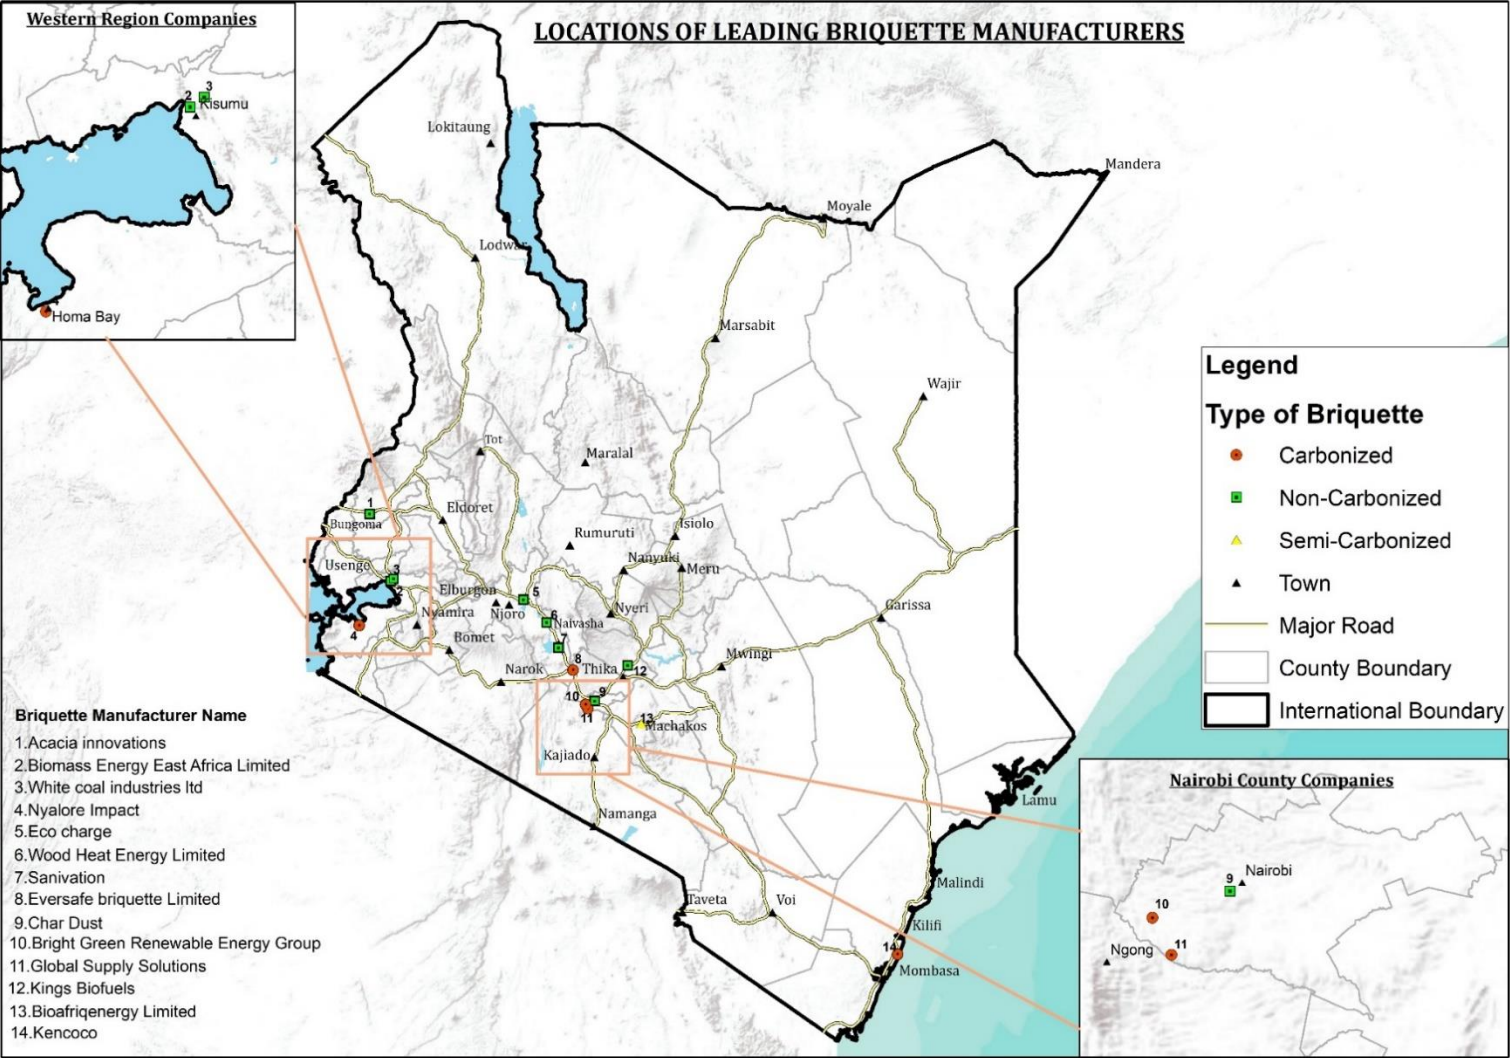 LOCATIONS OF LEADING BRIQUETTE MANUFACTURERS
Western Region Companies
2
3
Kisumu
Homa Bay
Lokitaung
Mandera
Moyale
Lodwar
Marsabit
Wajir
Tot
Maralal
1
Bungoma
Eldoret
Rumuruti
Isiolo
Nanyuki
Meru
Usenge
3
2
Elburgon
Njoro
5
Nyeri
Garissa
Nyamira
6
Naivasha
4
Bomet
7
Narok
8
Thika
12
Mwingi
10
9
11
13
Machakos
Kajiado
Namanga
Lamu
Malindi
Taveta
Voi
Kilifi
14
Mombasa
Legend
Type of Briquette
Carbonized
Non-Carbonized
Semi-Carbonized
Town
Major Road
County Boundary
International Boundary
Briquette Manufacturer Name
1.Acacia innovations
2.Biomass Energy East Africa Limited
3.White coal industries ltd
4.Nyalore Impact
5.Eco charge
6.Wood Heat Energy Limited
7.Sanivation
8.Eversafe briquette Limited
9.Char Dust
10.Bright Green Renewable Energy Group
11.Global Supply Solutions
12.Kings Biofuels
13.Bioafriqenergy Limited
14.Kencoco
Nairobi County Companies
9
Nairobi
10
11
Ngong